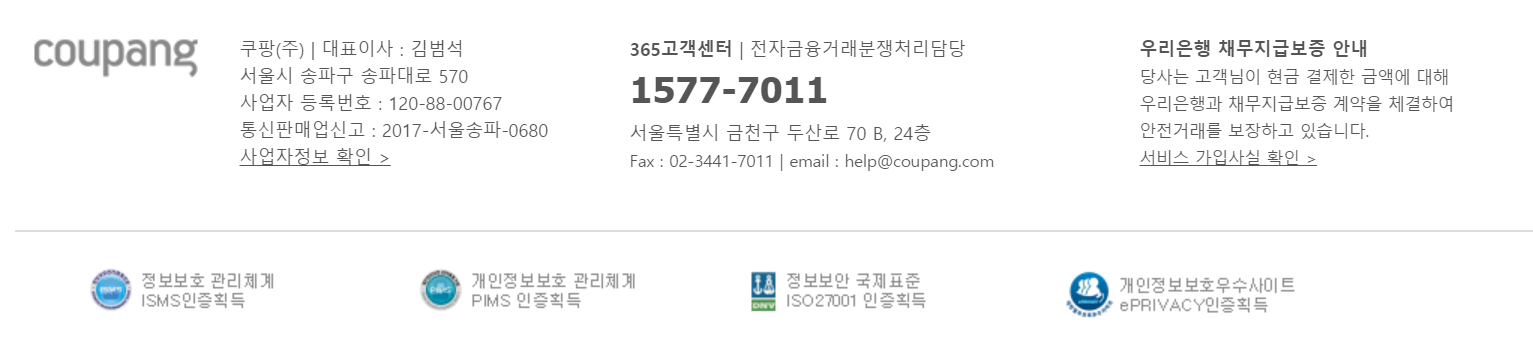 coupang
쿠팡(주) | 대표이사 : 김범석
서울시 송파구 송파대로 570
사업자 등록번호 : 120-88-00767
통신판매업신고 : 2017-서울송파-0680
사업자정보 확인 >
365고객센터 | 전자금융거래분쟁처리담당
1577-7011
서울특별시 금천구 두산로 70 B, 24층
Fax : 02-3441-7011 | email : help@coupang.com
우리은행 채무지급보증 안내
당사는 고객님이 현금 결제한 금액에 대해
우리은행과 채무지급보증 계약을 체결하여
안전거래를 보장하고 있습니다.
서비스 가입사실 확인 >
ISMS
정보보호 관리체계
ISMS인증획득
PIMS
개인정보보호 관리체계
PIMS 인증획득
DNV
정보보안 국제표준
ISO27001 인증획득
개인정보보호우수사이트
ePRIVACY인증획득